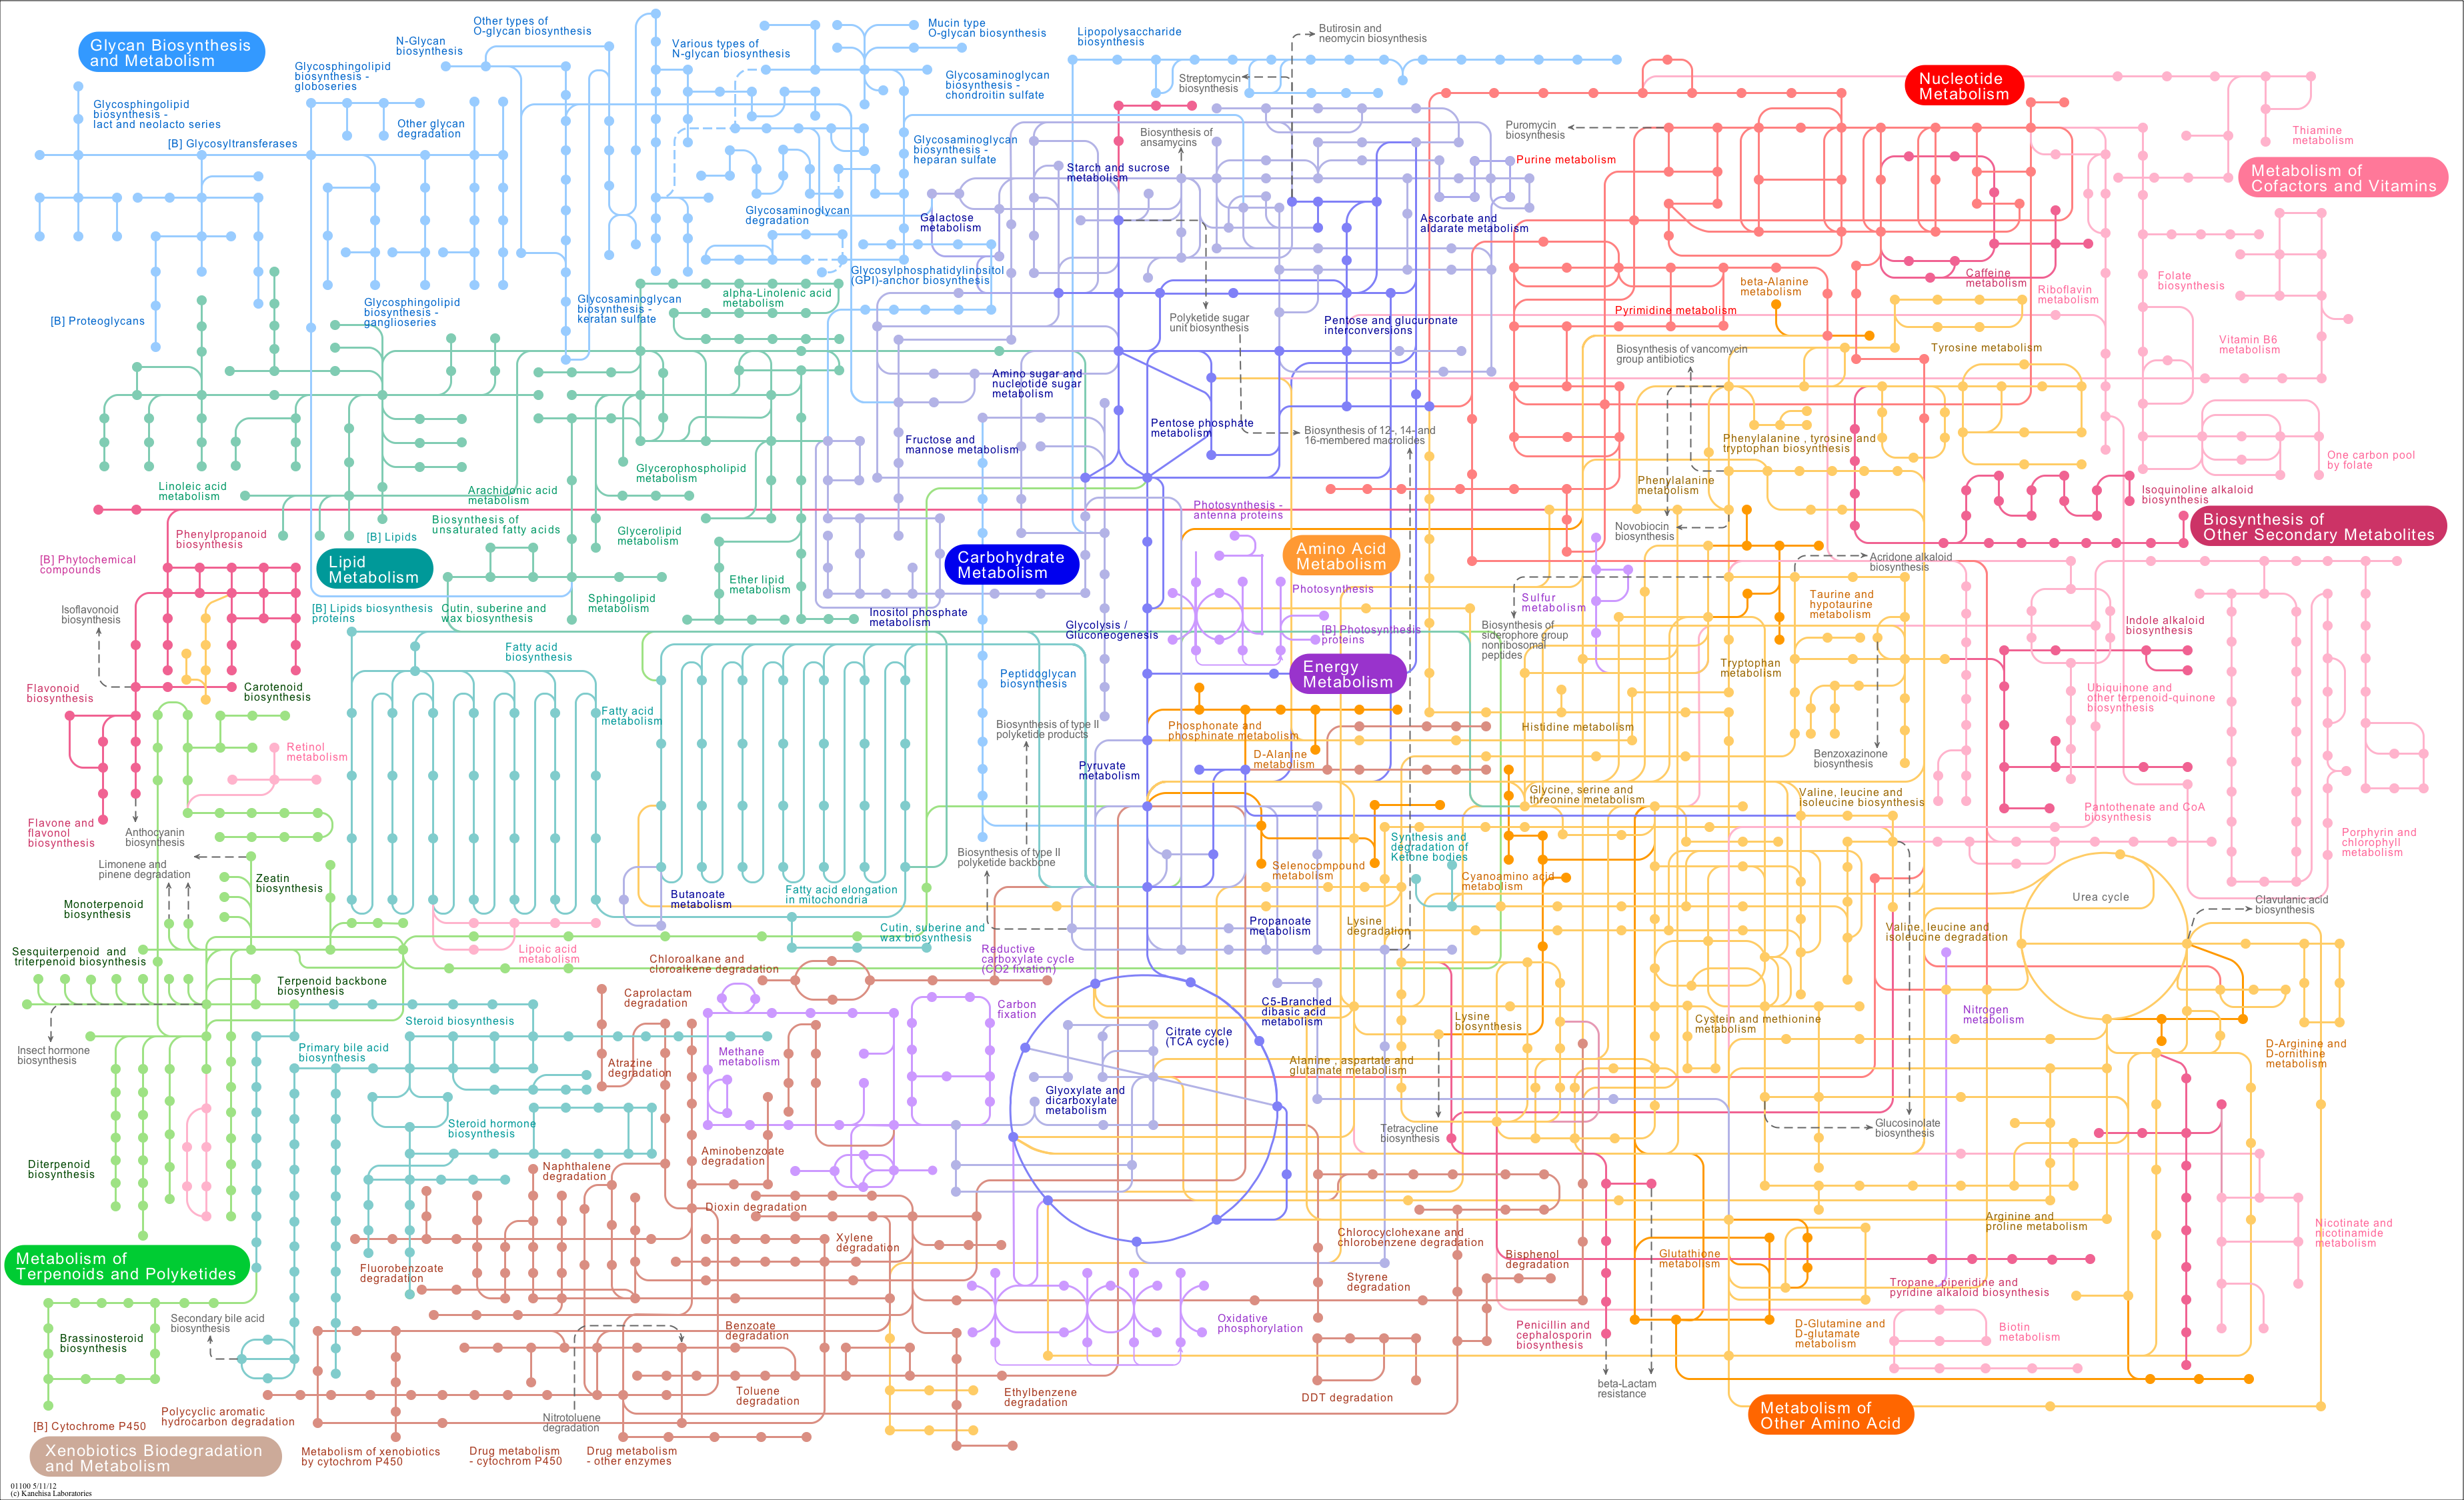 Glycan Biosynthesis
and Metabolism
Other types of
O-glycan biosynthesis
N-Glycan
biosynthesis
Various types of
N-glycan biosynthesis
Mucin type
O-glycan biosynthesis
Lipopolysaccharide
biosynthesis
Butirosin and
neomycin biosynthesis
Glycosphingolipid
biosynthesis -
globoseries
Glycosaminoglycan
biosynthesis -
chondroitin sulfate
Streptomycin
biosynthesis
Nucleotide
Metabolism
Glycosphingolipid
biosynthesis -
lact and neolacto series
Other glycan
degradation
[B] Glycosyltransferases
Glycosaminoglycan
biosynthesis -
heparan sulfate
Biosynthesis of
ansamycins
Puromycin
biosynthesis
Thiamine
metabolism
Starch and sucrose
metabolism
Purine metabolism
Metabolism of
Cofactors and Vitamins
Glycosaminoglycan
degradation
Galactose
metabolism
Ascorbate and
aldarate metabolism
Glycosylphosphatidylinositol
(GPI)-anchor biosynthesis
alpha-Linolenic acid
metabolism
Caffeine
metabolism
beta-Alanine
metabolism
Folate
biosynthesis
Riboflavin
metabolism
[B] Proteoglycans
Glycosphingolipid
biosynthesis -
ganglioseries
Glycosaminoglycan
biosynthesis -
keratan sulfate
Polyketide sugar
unit biosynthesis
Pentose and glucuronate
interconversions
Pyrimidine metabolism
Biosynthesis of vancomycin
group antibiotics
Tyrosine metabolism
Vitamin B6
metabolism
Amino sugar and
nucleotide sugar
metabolism
Pentose phosphate
metabolism
Biosynthesis of 12-, 14- and
16-membered macrolides
Fructose and
mannose metabolism
Phenylalanine , tyrosine and
tryptophan biosynthesis
One carbon pool
by folate
Linoleic acid
metabolism
Arachidonic acid
metabolism
Glycerophospholipid
metabolism
Phenylalanine
metabolism
Isoquinoline alkaloid
biosynthesis
Photosynthesis -
antenna proteins
Phenylpropanoid
biosynthesis
[B] Lipids
Biosynthesis of
unsaturated fatty acids
Glycerolipid
metabolism
Novobiocin
biosynthesis
Biosynthesis of
Other Secondary Metabolites
[B] Phytochemical
compounds
Lipid
Metabolism
Carbohydrate
Metabolism
Amino Acid
Metabolism
Acridone alkaloid
biosynthesis
Ether lipid
metabolism
Photosynthesis
Isoflavonoid
biosynthesis
[B] Lipids biosynthesis
proteins
Cutin, suberine and
wax biosynthesis
Sphingolipid
metabolism
Inositol phosphate
metabolism
Sulfur
metabolism
Taurine and
hypotaurine
metabolism
Glycolysis /
Gluconeogenesis
[B] Photosynthesis
proteins
Biosynthesis of
siderophore group
nonribosomal
peptides
Indole alkaloid
biosynthesis
Fatty acid
biosynthesis
Energy
Metabolism
Tryptophan
metabolism
Flavonoid
biosynthesis
Carotenoid
biosynthesis
Peptidoglycan
biosynthesis
Ubiquinone and
other terpenoid-quinone
biosynthesis
Fatty acid
metabolism
Biosynthesis of type II
polyketide products
Phosphonate and
phosphinate metabolism
Histidine metabolism
Retinol
metabolism
D-Alanine
metabolism
Benzoxazinone
biosynthesis
Pyruvate
metabolism
Glycine, serine and
threonine metabolism
Valine, leucine and
isoleucine biosynthesis
Pantothenate and CoA
biosynthesis
Flavone and
flavonol
biosynthesis
Anthocyanin
biosynthesis
Synthesis and
degradation of
Ketone bodies
Porphyrin and
chlorophyll
metabolism
Limonene and
pinene degradation
Biosynthesis of type II
polyketide backbone
Selenocompound
metabolism
Cyanoamino acid
metabolism
Zeatin
biosynthesis
Butanoate
metabolism
Fatty acid elongation
in mitochondria
Urea cycle
Clavulanic acid
biosynthesis
Monoterpenoid
biosynthesis
Propanoate
metabolism
Lysine
degradation
Valine, leucine and
isoleucine degradation
Cutin, suberine and
wax biosynthesis
Sesquiterpenoid and
triterpenoid biosynthesis
Lipoic acid
metabolism
Chloroalkane and
cloroalkene degradation
Reductive
carboxylate cycle
(CO2 fixation)
Terpenoid backbone
biosynthesis
Caprolactam
degradation
Carbon
fixation
C5-Branched
dibasic acid
metabolism
Nitrogen
metabolism
Steroid biosynthesis
Lysine
biosynthesis
Cystein and methionine
metabolism
Citrate cycle
(TCA cycle)
Insect hormone
biosynthesis
Primary bile acid
biosynthesis
Methane
metabolism
Atrazine
degradation
Alanine , aspartate and
glutamate metabolism
D-Arginine and
D-ornithine
metabolism
Glyoxylate and
dicarboxylate
metabolism
Steroid hormone
biosynthesis
Tetracycline
biosynthesis
Glucosinolate
biosynthesis
Aminobenzoate
degradation
Diterpenoid
biosynthesis
Naphthalene
degradation
Dioxin degradation
Arginine and
proline metabolism
Nicotinate and
nicotinamide
metabolism
Xylene
degradation
Chlorocyclohexane and
chlorobenzene degradation
Bisphenol
degradation
Glutathione
metabolism
Metabolism of
Terpenoids and Polyketides
Fluorobenzoate
degradation
Styrene
degradation
Tropane, piperidine and
pyridine alkaloid biosynthesis
Secondary bile acid
biosynthesis
Benzoate
degradation
Oxidative
phosphorylation
Penicillin and
cephalosporin
biosynthesis
D-Glutamine and
D-glutamate
metabolism
Biotin
metabolism
Brassinosteroid
biosynthesis
beta-Lactam
resistance
Toluene
degradation
Ethylbenzene
degradation
DDT degradation
Metabolism of
Other Amino Acid
[B] Cytochrome P450
Polycyclic aromatic
hydrocarbon degradation
Nitrotoluene
degradation
Xenobiotics Biodegradation
and Metabolism
Metabolism of xenobiotics
by cytochrom P450
Drug metabolism
- cytochrom P450
Drug metabolism
- other enzymes
01100 5/11/12
(c) Kanehisa Laboratories